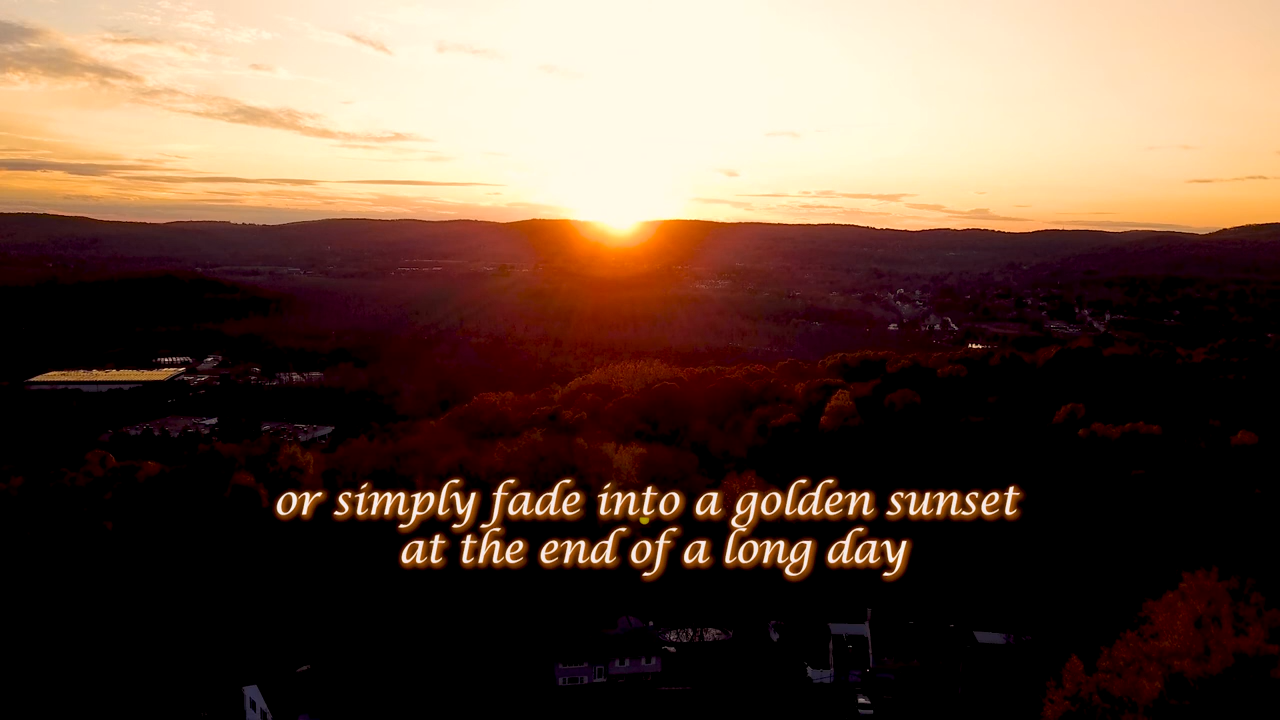 or simply fade into a golden sunset
at the end of a long day